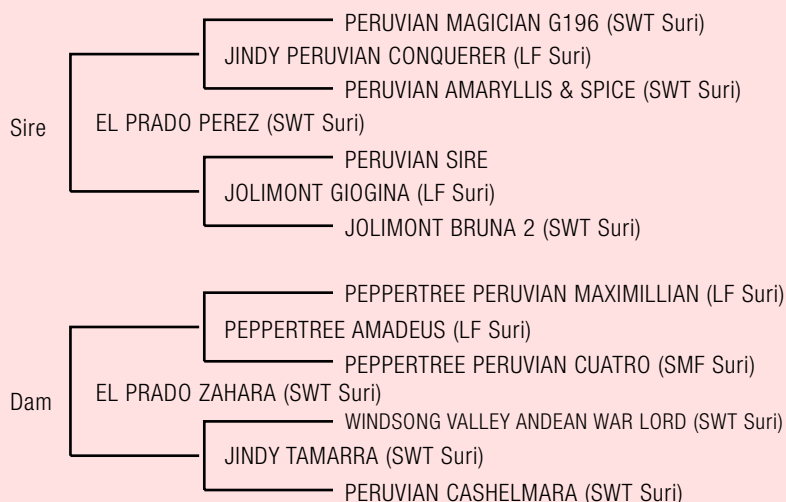 PERUVIAN MAGICIAN G196 (SWT Suri)
JINDY PERUVIAN CONQUERER (LF Suri)
PERUVIAN AMARYLLIS & SPICE (SWT Suri)
Sire
EL PRADO PEREZ (SWT Suri)
PERUVIAN SIRE
JOLIMONT GIOGINA (LF Suri)
JOLIMONT BRUNA 2 (SWT Suri)
PEPPERTREE PERUVIAN MAXIMILLIAN (LF Suri)
PEPPERTREE AMADEUS (LF Suri)
PEPPERTREE PERUVIAN CUATRO (SMF Suri)
Dam
EL PRADO ZAHARA (SWT Suri)
WINDSONG VALLEY ANDEAN WAR LORD (SWT Suri)
JINDY TAMARRA (SWT Suri)
PERUVIAN CASHELMARA (SWT Suri)